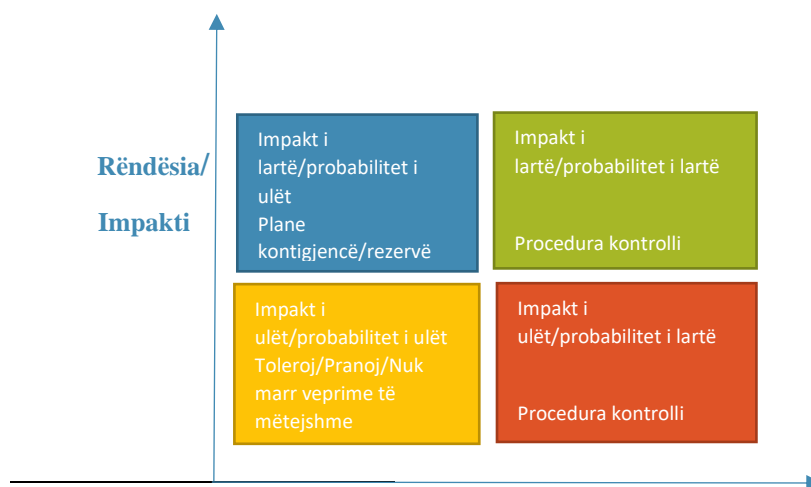 Rëndësia/
Impakti
Impakt i
lartë/probabilitet i
ulët
Plane
kontigjencë/rezervë
Impakt i
lartë/probabilitet i lartë
Procedura kontrolli
Impakt i
ulët/probabilitet i ulët
Toleroj/Pranoj/Nuk
marr veprime të
mëtejshme
Impakt i
ulët/probabilitet i lartë
Procedura kontrolli